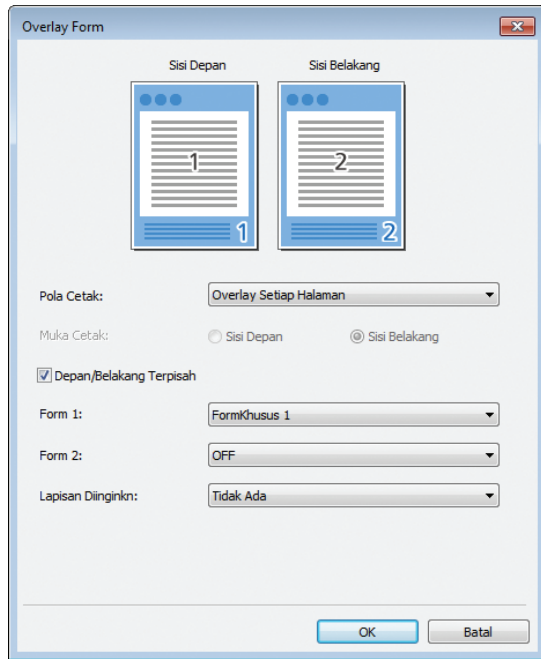 Overlay Form
Sisi Depan Sisi Belakang
1 2
1 2
Pola Cetak: Overlay Setiap Halaman
Muka Cetak: Sisi Depan Sisi Belakang
Depan/Belakang Terpisah
Form 1: FormKhusus 1
Form 2: OFF
Lapisan Diinginkn: Tidak Ada
OK Batal